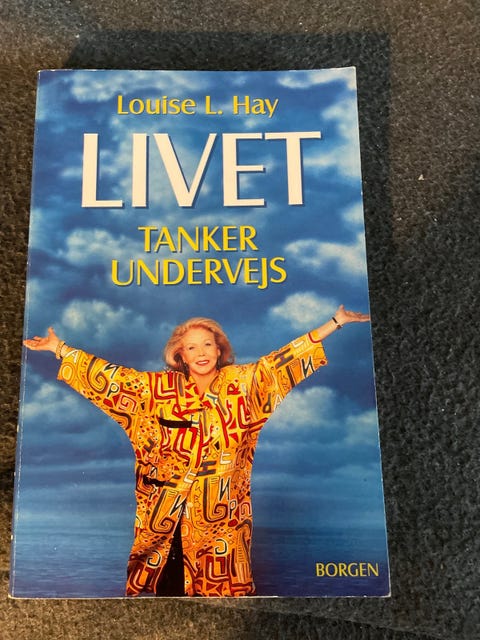 Louise L. Hay
LIVET
TANKER
UNDERVEJS
BORGEN